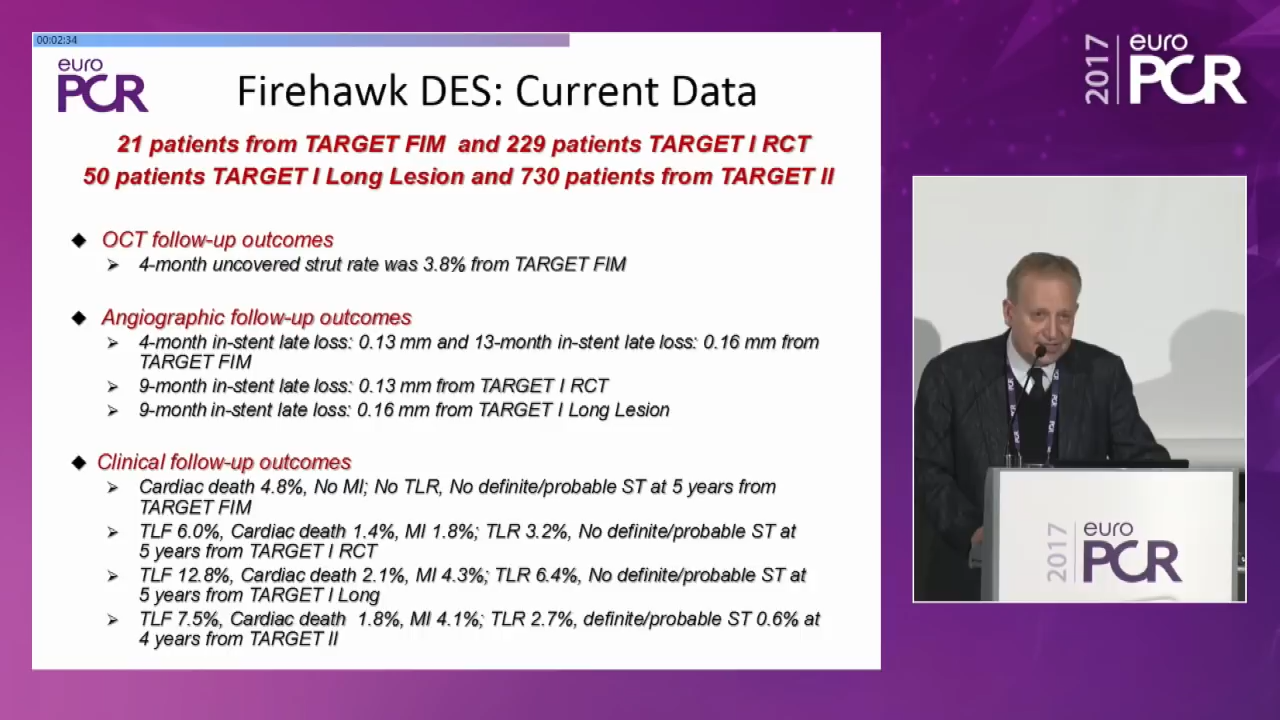 00:02:34
euro
PCR
Firehawk DES: Current Data
21 patients from TARGET FIM and 229 patients TARGET I RCT
50 patients TARGET I Long Lesion and 730 patients from TARGET II
OCT follow-up outcomes
4-month uncovered strut rate was 3.8% from TARGET FIM
Angiographic follow-up outcomes
4-month in-stent late loss: 0.13 mm and 13-month in-stent late loss: 0.16 mm from
TARGET FIM
9-month in-stent late loss: 0.13 mm from TARGET I RCT
9-month in-stent late loss: 0.16 mm from TARGET I Long Lesion
Clinical follow-up outcomes
Cardiac death 4.8%, No MI; No TLR, No definite/probable ST at 5 years from
TARGET FIM
TLF 6.0%, Cardiac death 1.4%, MI 1.8%; TLR 3.2%, No definite/probable ST at
5 years from TARGET I RCT
TLF 12.8%, Cardiac death 2.1%, MI 4.3%; TLR 6.4%, No definite/probable ST at
5 years from TARGET I Long
TLF 7.5%, Cardiac death 1.8%, MI 4.1%; TLR 2.7%, definite/probable ST 0.6% at
4 years from TARGET II
2017
euro
PCR
2017
euro
PCR